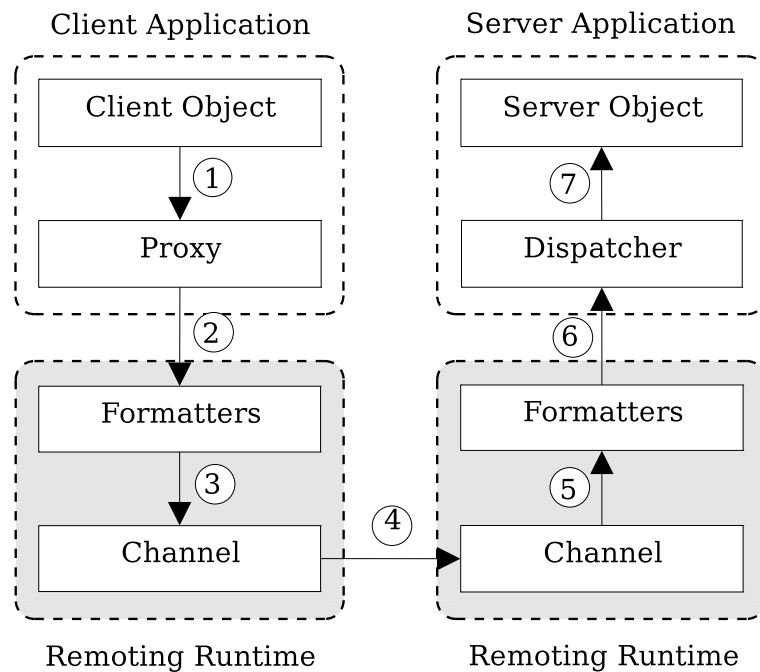 Client Application
Client Object
1
Proxy
2
Formatters
3
Channel
Remoting Runtime
4
Server Application
Server Object
7
Dispatcher
6
Formatters
5
Channel
Remoting Runtime